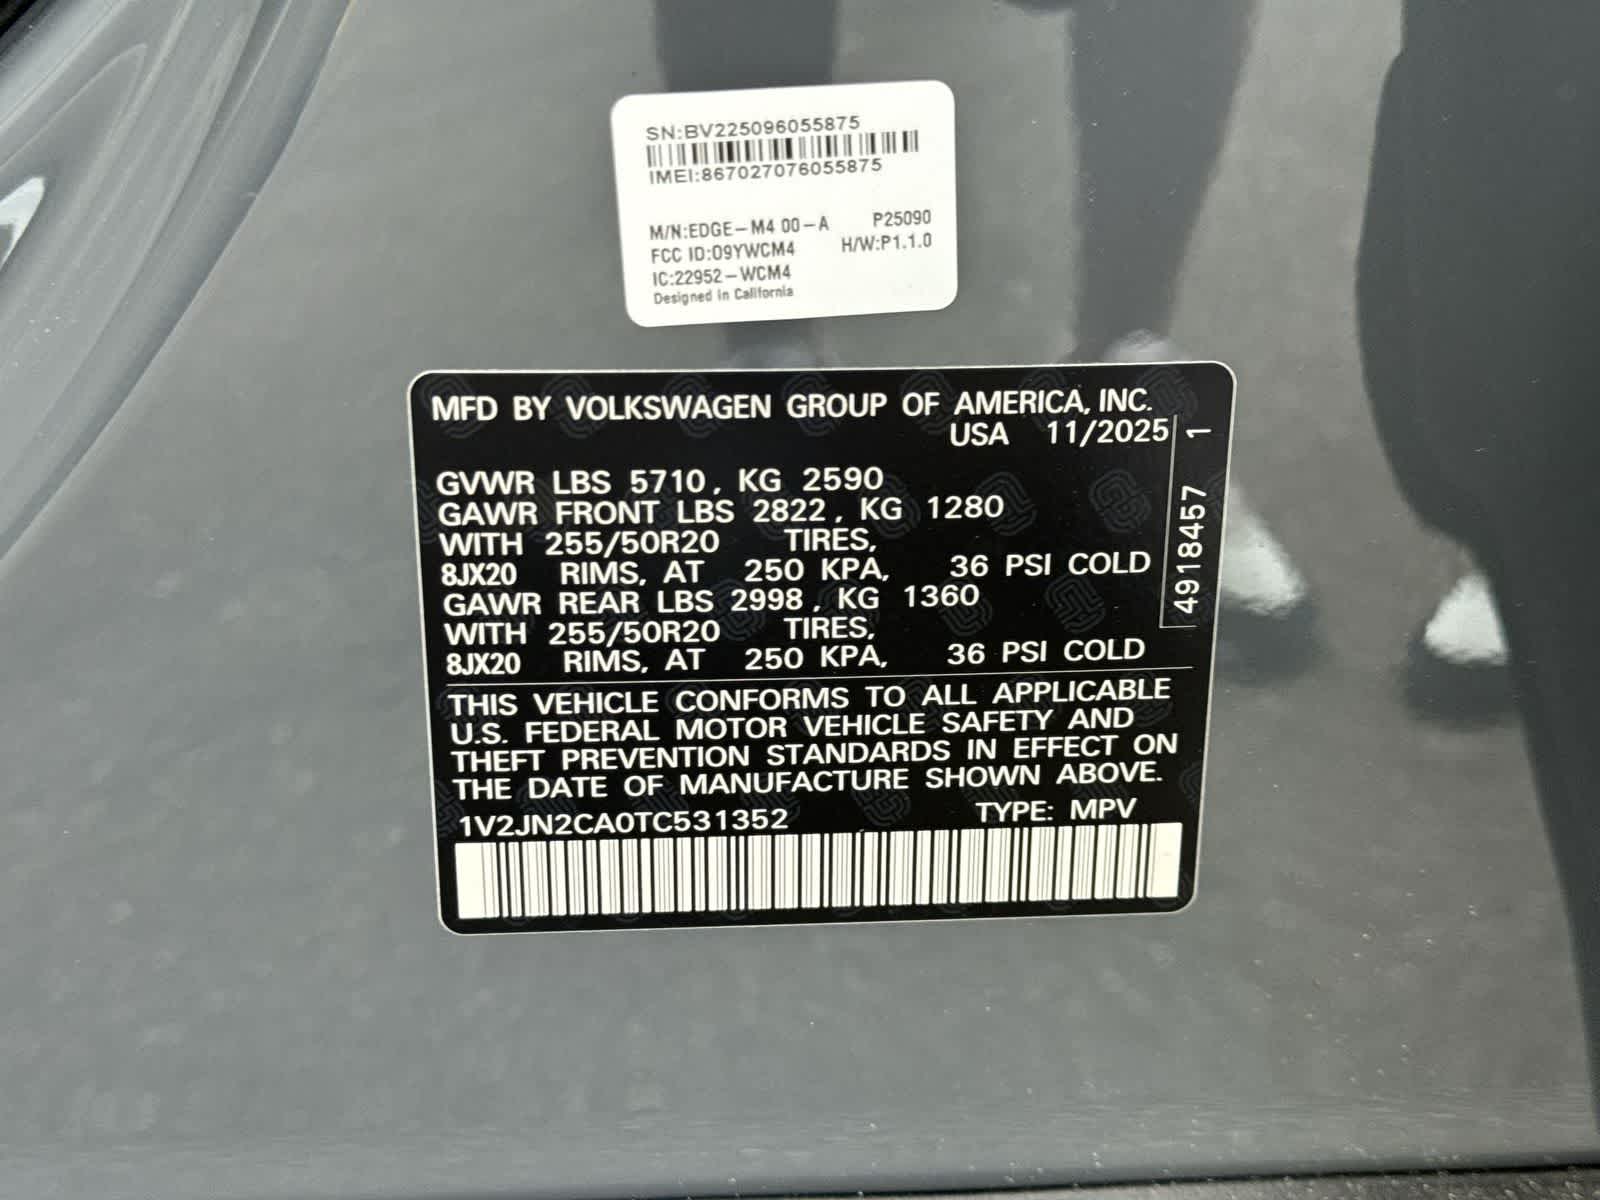 SN:BV225096055875
IMEI:867027076055875
M/N:EDGE-M4 00-A P25090
FCC ID:O9YWCM4 H/W:P1.1.0
IC:22952-WCM4
Designed in California
MFD BY VOLKSWAGEN GROUP OF AMERICA, INC.
USA 11/2025
GVWR LBS 5710, KG 2590
GAWR FRONT LBS 2822, KG 1280
WITH 255/50R20 TIRES,
8JX20 RIMS, AT 250 KPA, 36 PSI COLD
GAWR REAR LBS 2998, KG 1360
WITH 255/50R20 TIRES,
8JX20 RIMS, AT 250 KPA, 36 PSI COLD
4918457 1
THIS VEHICLE CONFORMS TO ALL APPLICABLE
U.S. FEDERAL MOTOR VEHICLE SAFETY AND
THEFT PREVENTION STANDARDS IN EFFECT ON
THE DATE OF MANUFACTURE SHOWN ABOVE.
1V2JN2CA0TC531352 TYPE: MPV